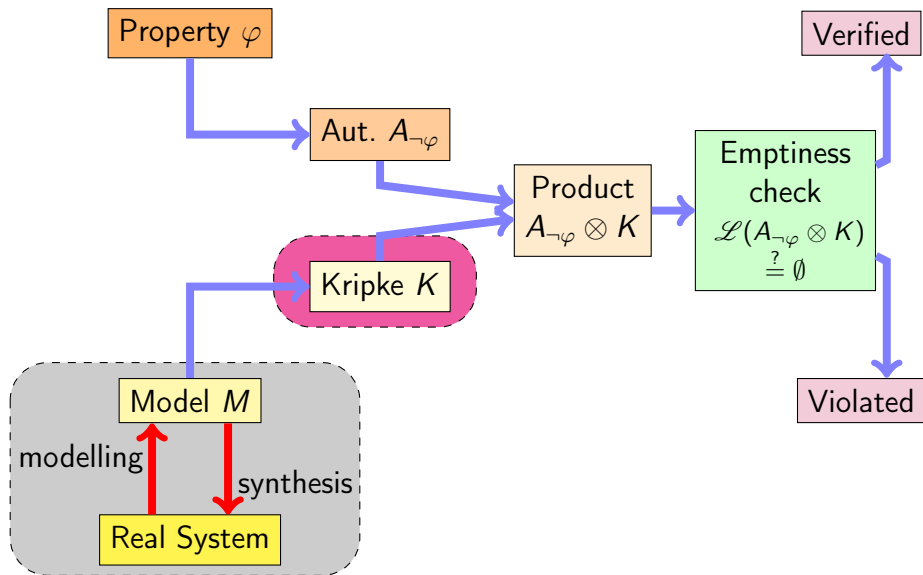 Property φ
Verified
Aut. A¬φ
Emptiness
check
ℒ(A¬φ ⊗ K)
?
= ∅
Product
A¬φ ⊗ K
Kripke K
Model M
Violated
modelling
synthesis
Real System